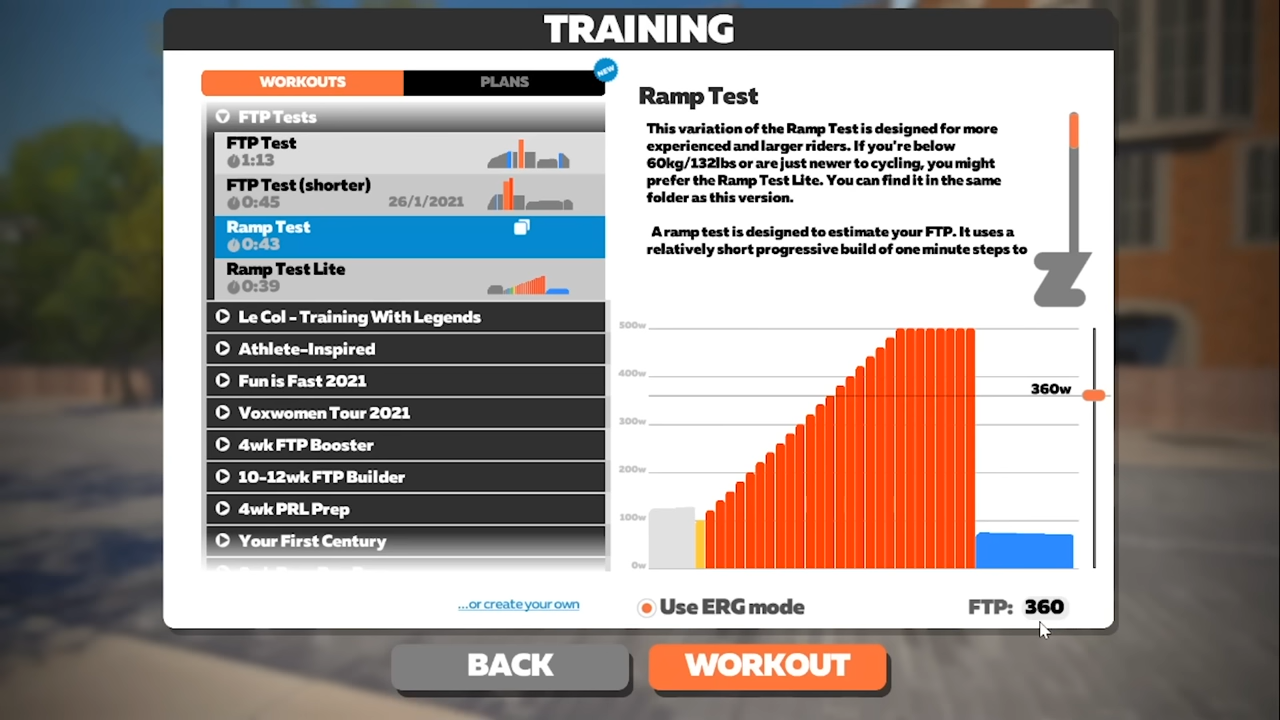 TRAINING
WORKOUTS
PLANS
NEW
FTP Tests
FTP Test
1:13
FTP Test (shorter)
0:45
26/1/2021
Ramp Test
0:43
Ramp Test Lite
0:39
Le Col - Training With Legends
Athlete-Inspired
Fun is Fast 2021
Voxwomen Tour 2021
4wk FTP Booster
10-12wk FTP Builder
4wk PRL Prep
Your First Century
...or create your own
Ramp Test
This variation of the Ramp Test is designed for more
experienced and larger riders. If you're below
60kg/132lbs or are just newer to cycling, you might
prefer the Ramp Test Lite. You can find it in the same
folder as this version.
A ramp test is designed to estimate your FTP. It uses a
relatively short progressive build of one minute steps to
500w
400w
360w
300w
200w
100w
0w
Use ERG mode
FTP: 360
BACK
WORKOUT